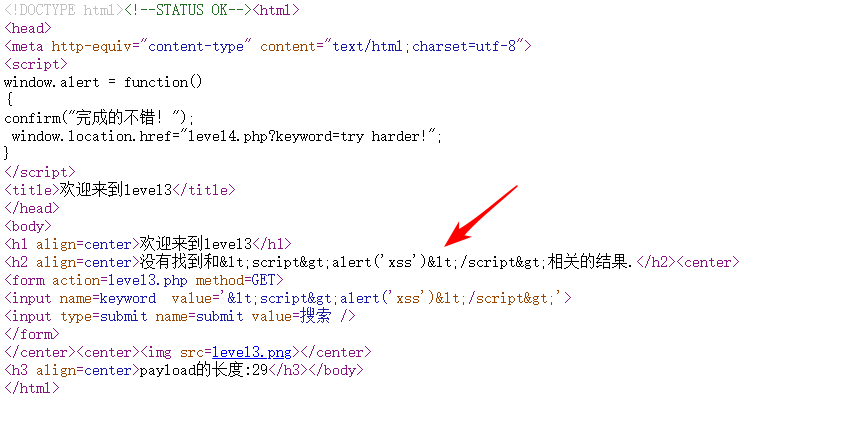 <!DOCTYPE html><!--STATUS OK--><html>
<head>
<meta http-equiv="content-type" content="text/html;charset=utf-8">
<script>
window.alert = function()
{
confirm("完成的不错！");
 window.location.href="level4.php?keyword=try harder!";
}
</script>
<title>欢迎来到level3</title>
</head>
<body>
<h1 align=center>欢迎来到level3</h1>
<h2 align=center>没有找到和&lt;script&gt;alert('xss')&lt;/script&gt;相关的结果.</h2><center>
<form action=level3.php method=GET>
<input name=keyword  value='&lt;script&gt;alert('xss')&lt;/script&gt;'>
<input type=submit name=submit value=搜索 />
</form>
</center><center><img src=level3.png></center>
<h3 align=center>payload的长度:29</h3></body>
</html>